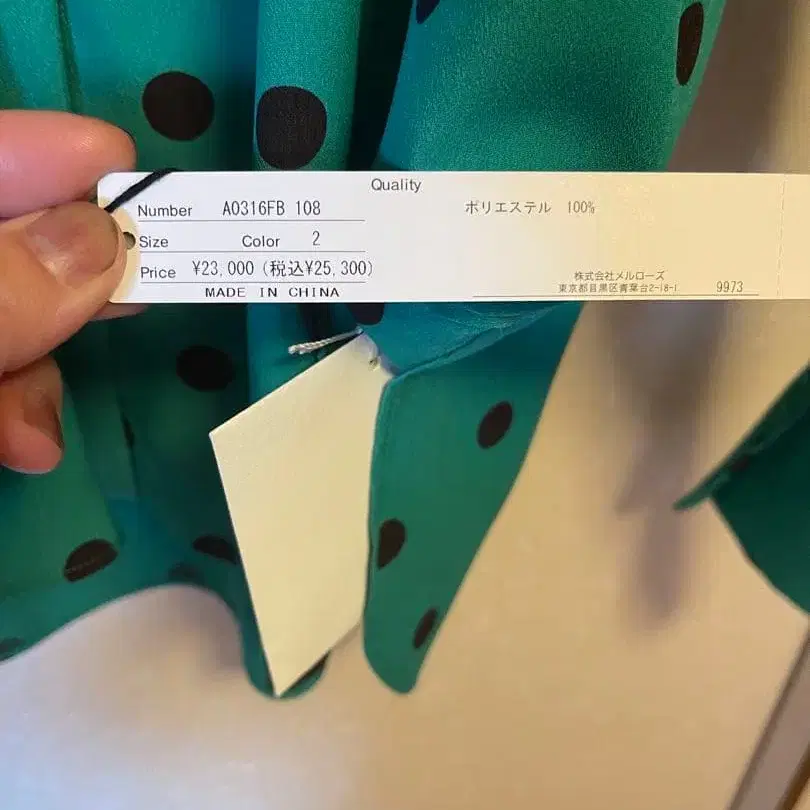 Quality
Number A0316FB 108
ポリエステル 100%
Size Color 2
Price ¥23,000 (税込¥25,300)
MADE IN CHINA
株式会社メルローズ
東京都目黒区青葉台2-18-1 9973